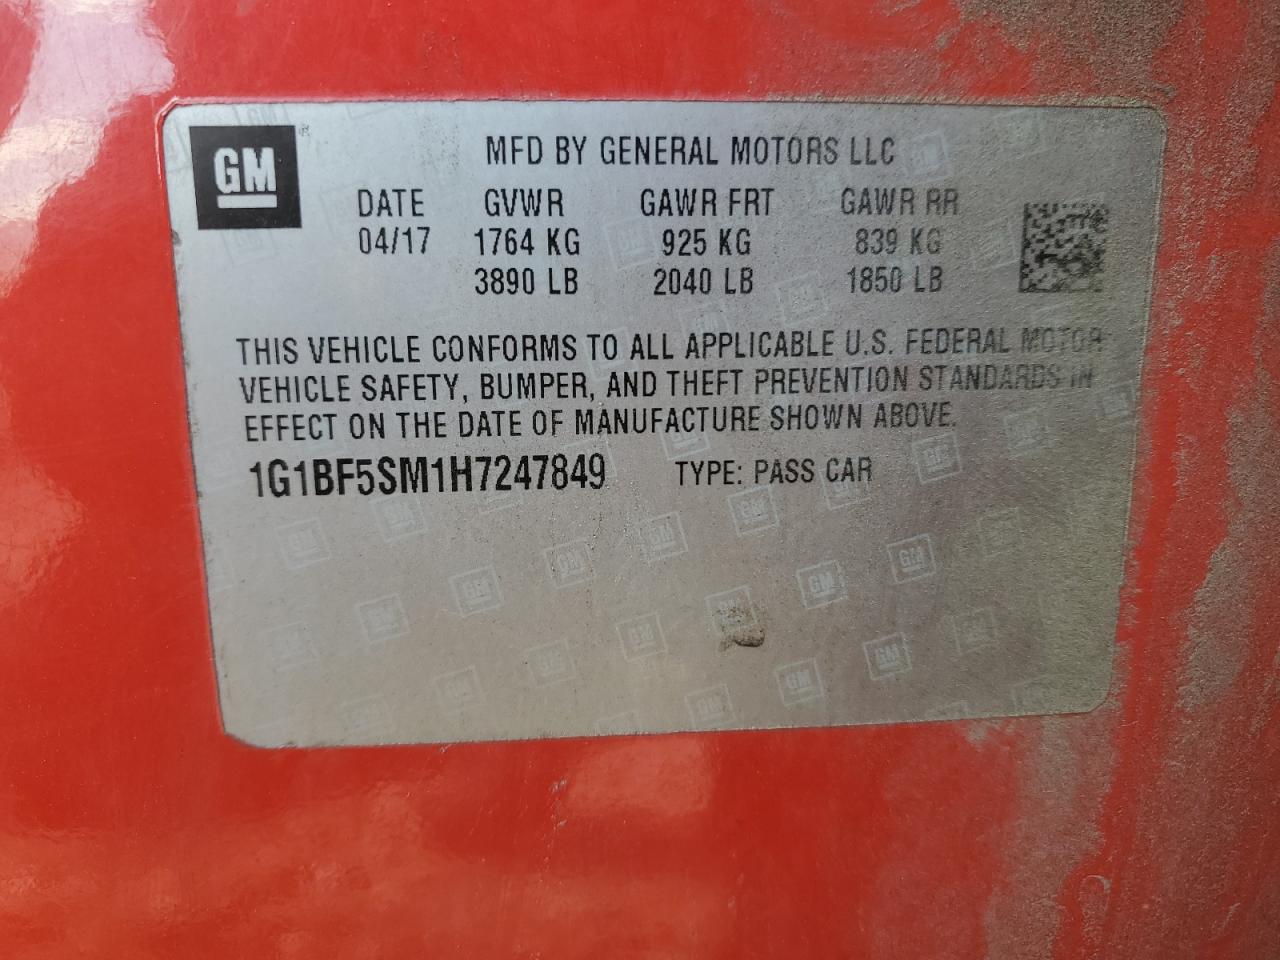 GM
MFD BY GENERAL MOTORS LLC
DATE GVWR GAWR FRT GAWR RR
04/17 1764 KG 925 KG 839 KG
3890 LB 2040 LB 1850 LB
THIS VEHICLE CONFORMS TO ALL APPLICABLE U.S. FEDERAL MOTOR
VEHICLE SAFETY, BUMPER, AND THEFT PREVENTION STANDARDS IN
EFFECT ON THE DATE OF MANUFACTURE SHOWN ABOVE.
1G1BF5SM1H7247849 TYPE: PASS CAR